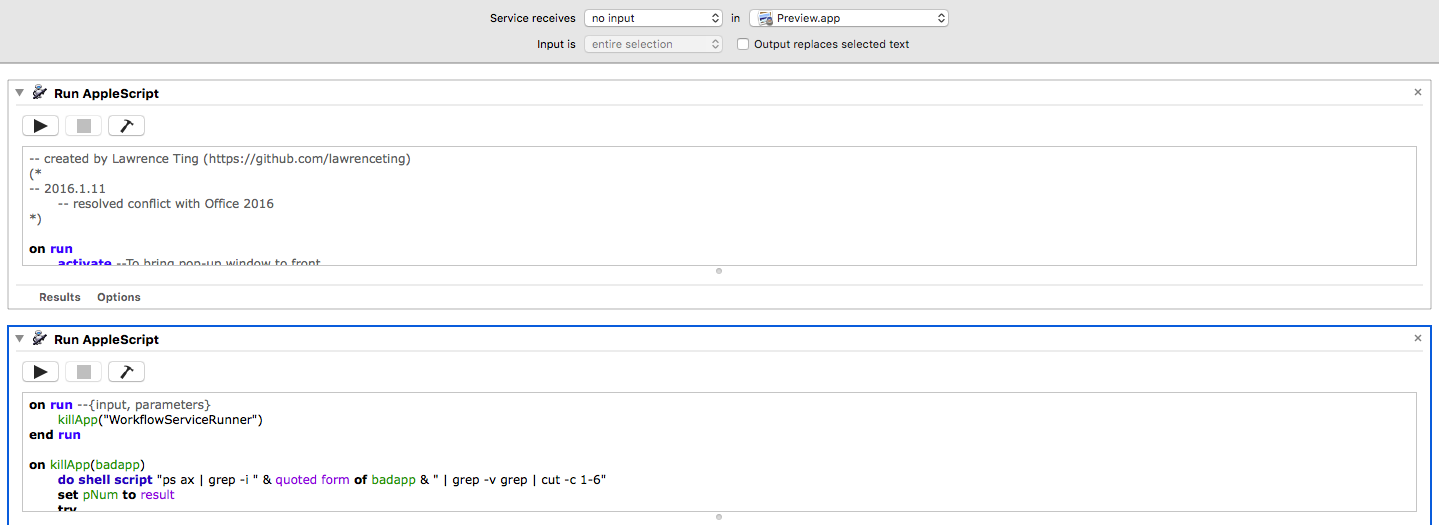 Service receives no input in Preview.app
Input is entire selection Output replaces selected text
Run AppleScript
-- created by Lawrence Ting (https://github.com/lawrenceting)
(*
-- 2016.1.11
-- resolved conflict with Office 2016
*)
on run
activate --To bring pop-up window to front
Results Options
Run AppleScript
on run --{input, parameters}
killApp("WorkflowServiceRunner")
end run
on killApp(badapp)
do shell script "ps ax | grep -i " & quoted form of badapp & " | grep -v grep | cut -c 1-6"
set pNum to result
try